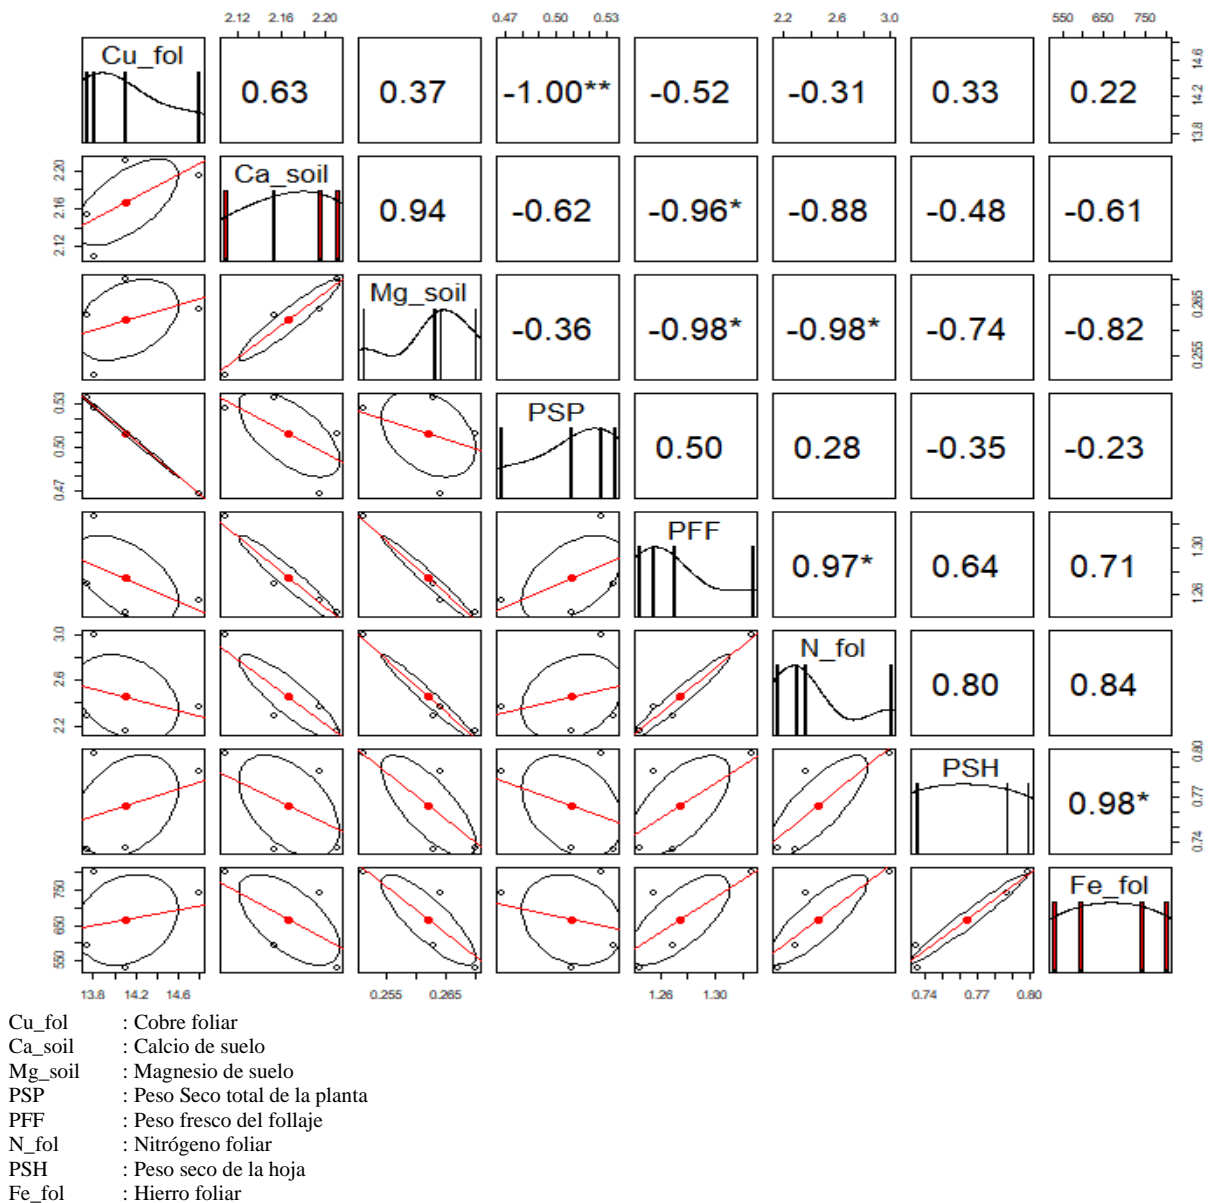 2.12 2.16 2.20 0.47 0.50 0.53 2.2 2.6 3.0 550 650 750
Cu_fol 0.63 0.37 -1.00** -0.52 -0.31 0.33 0.22
13.8 14.2 14.6
2.12 2.16 2.20
Ca_soil 0.94 -0.62 -0.96* -0.88 -0.48 -0.61
Mg_soil -0.36 -0.98* -0.98* -0.74 -0.82
0.255 0.265
0.47 0.50 0.53
PSP 0.50 0.28 -0.35 -0.23
PFF 0.97* 0.64 0.71
1.26 1.30
2.2 2.6 3.0
N_fol 0.80 0.84
PSH 0.98*
0.74 0.77 0.80
550 650 750
Fe_fol
13.8 14.2 14.6 0.255 0.265 1.26 1.30 0.74 0.77 0.80
Cu_fol : Cobre foliar
Ca_soil : Calcio de suelo
Mg_soil : Magnesio de suelo
PSP : Peso Seco total de la planta
PFF : Peso fresco del follaje
N_fol : Nitrógeno foliar
PSH : Peso seco de la hoja
Fe_fol : Hierro foliar